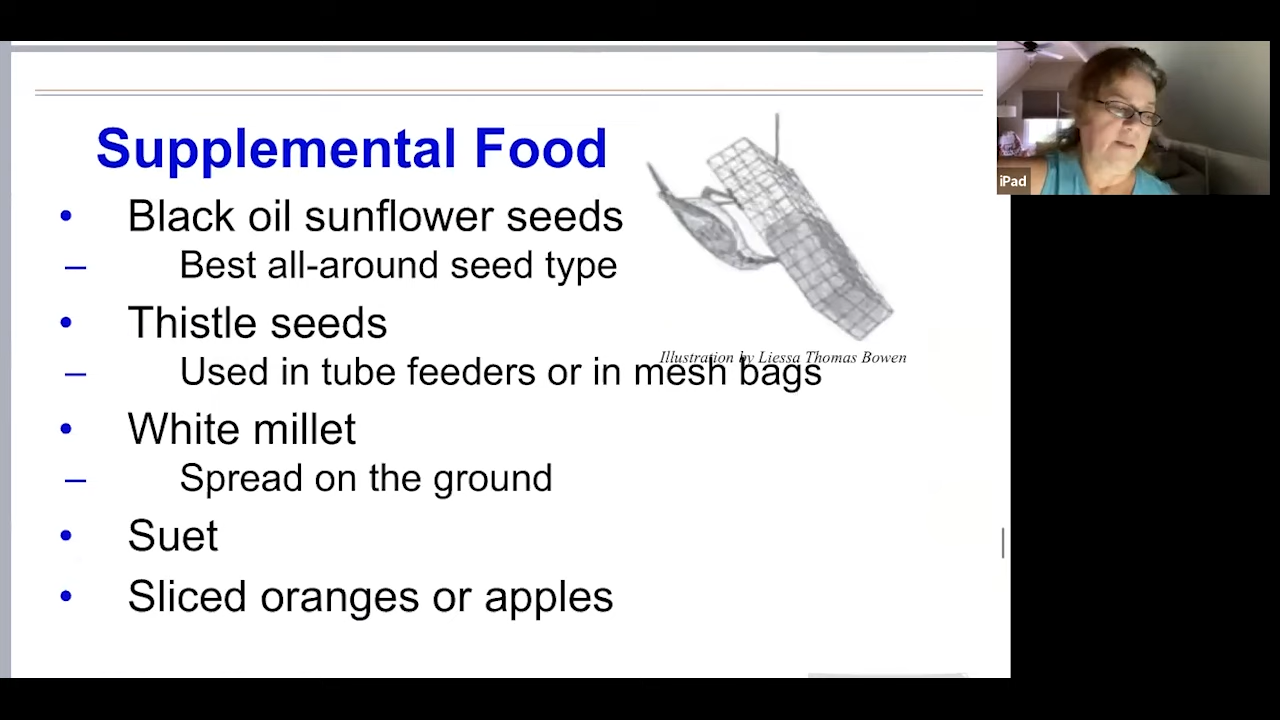 Supplemental Food
• Black oil sunflower seeds
– Best all-around seed type
• Thistle seeds
Illustration by Liessa Thomas Bowen
– Used in tube feeders or in mesh bags
• White millet
– Spread on the ground
• Suet
• Sliced oranges or apples
iPad